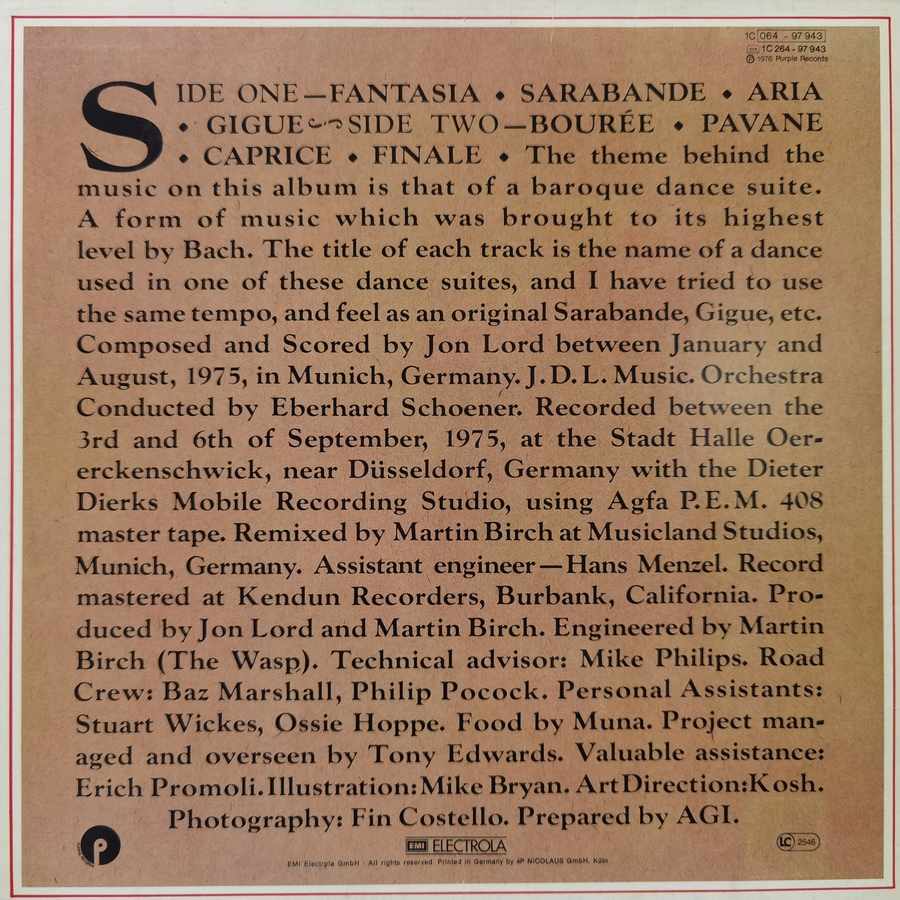 1C 064 - 97 943
1C 264 - 97 943
℗ 1976 Purple Records
SIDE ONE—FANTASIA • SARABANDE • ARIA
• GIGUE SIDE TWO—BOURÉE • PAVANE
• CAPRICE • FINALE • The theme behind the
music on this album is that of a baroque dance suite.
A form of music which was brought to its highest
level by Bach. The title of each track is the name of a dance
used in one of these dance suites, and I have tried to use
the same tempo, and feel as an original Sarabande, Gigue, etc.
Composed and Scored by Jon Lord between January and
August, 1975, in Munich, Germany. J.D.L. Music. Orchestra
Conducted by Eberhard Schoener. Recorded between the
3rd and 6th of September, 1975, at the Stadt Halle Oer-
erckenschwick, near Düsseldorf, Germany with the Dieter
Dierks Mobile Recording Studio, using Agfa P.E.M. 408
master tape. Remixed by Martin Birch at Musicland Studios,
Munich, Germany. Assistant engineer—Hans Menzel. Record
mastered at Kendun Recorders, Burbank, California. Pro-
duced by Jon Lord and Martin Birch. Engineered by Martin
Birch (The Wasp). Technical advisor: Mike Philips. Road
Crew: Baz Marshall, Philip Pocock. Personal Assistants:
Stuart Wickes, Ossie Hoppe. Food by Muna. Project man-
aged and overseen by Tony Edwards. Valuable assistance:
Erich Promoli. Illustration: Mike Bryan. Art Direction: Kosh.
Photography: Fin Costello. Prepared by AGI.
P
EMI ELECTROLA
LC 2546
EMI Electrola GmbH · All rights reserved. Printed in Germany by 4P NICOLAUS GmbH, Köln